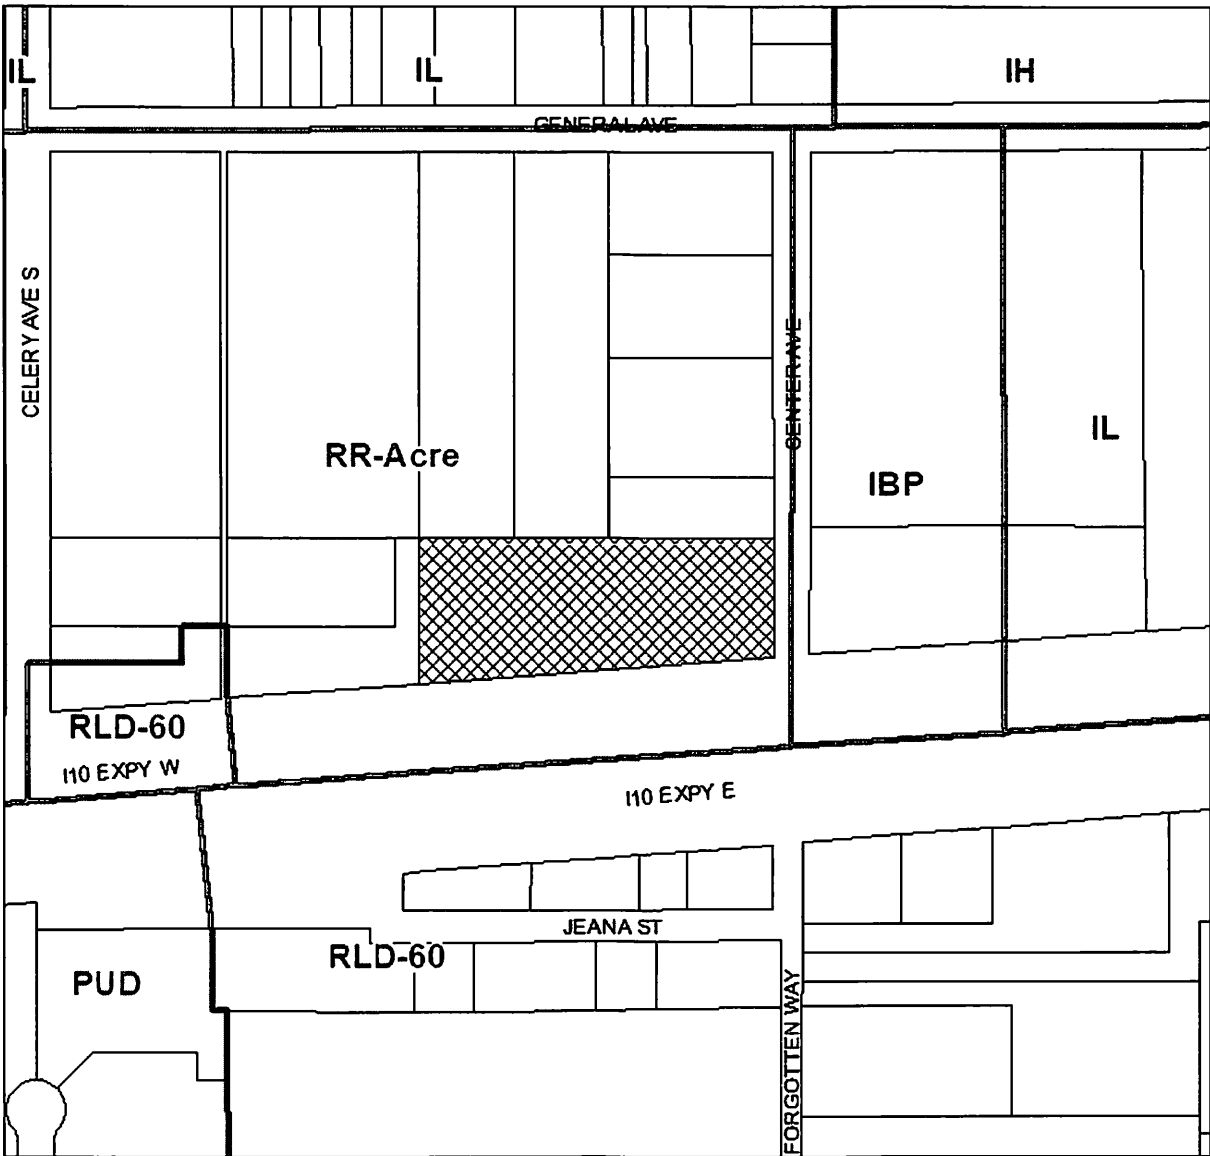 IL
IL
IH
GENERAL AVE
CELERY AVE S
CENTER AVE
RR-Acre
IL
IBP
RLD-60
I10 EXPY W
I10 EXPY E
JEANA ST
RLD-60
PUD
FORGOTTEN WAY